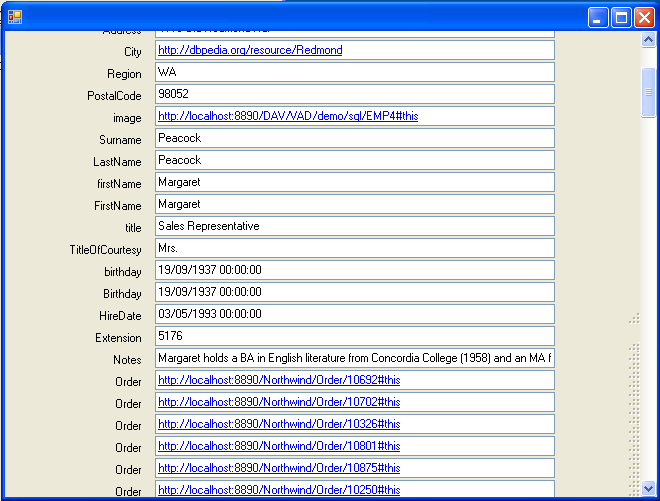 Address
City http://dbpedia.org/resource/Redmond
Region WA
PostalCode 98052
image http://localhost:8890/DAV/VAD/demo/sql/EMP4#this
Surname Peacock
LastName Peacock
firstName Margaret
FirstName Margaret
title Sales Representative
TitleOfCourtesy Mrs.
birthday 19/09/1937 00:00:00
Birthday 19/09/1937 00:00:00
HireDate 03/05/1993 00:00:00
Extension 5176
Notes Margaret holds a BA in English literature from Concordia College (1958) and an MA f
Order http://localhost:8890/Northwind/Order/10692#this
Order http://localhost:8890/Northwind/Order/10702#this
Order http://localhost:8890/Northwind/Order/10326#this
Order http://localhost:8890/Northwind/Order/10801#this
Order http://localhost:8890/Northwind/Order/10875#this
Order http://localhost:8890/Northwind/Order/10250#this